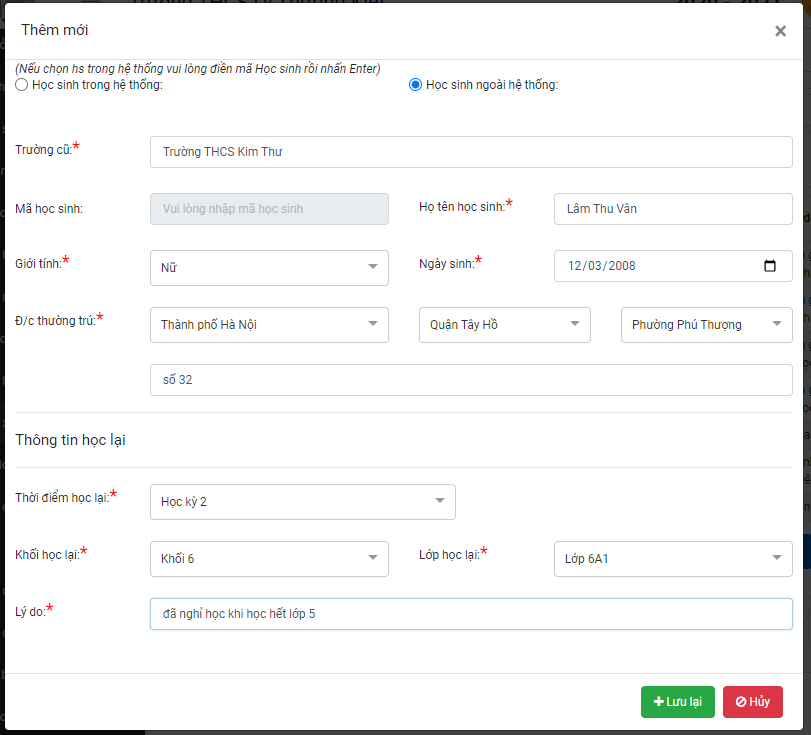 Thêm mới
×
(Nếu chọn hs trong hệ thống vui lòng điền mã Học sinh rồi nhấn Enter)
Học sinh trong hệ thống: Học sinh ngoài hệ thống:
Trường cũ:* Trường THCS Kim Thư
Mã học sinh: Vui lòng nhập mã học sinh Họ tên học sinh:* Lâm Thu Vân
Giới tính:* Nữ Ngày sinh:* 12/03/2008
Đ/c thường trú:* Thành phố Hà Nội Quận Tây Hồ Phường Phú Thượng
số 32
Thông tin học lại
Thời điểm học lại:* Học kỳ 2
Khối học lại:* Khối 6 Lớp học lại:* Lớp 6A1
Lý do:* đã nghỉ học khi học hết lớp 5
Lưu lại Hủy